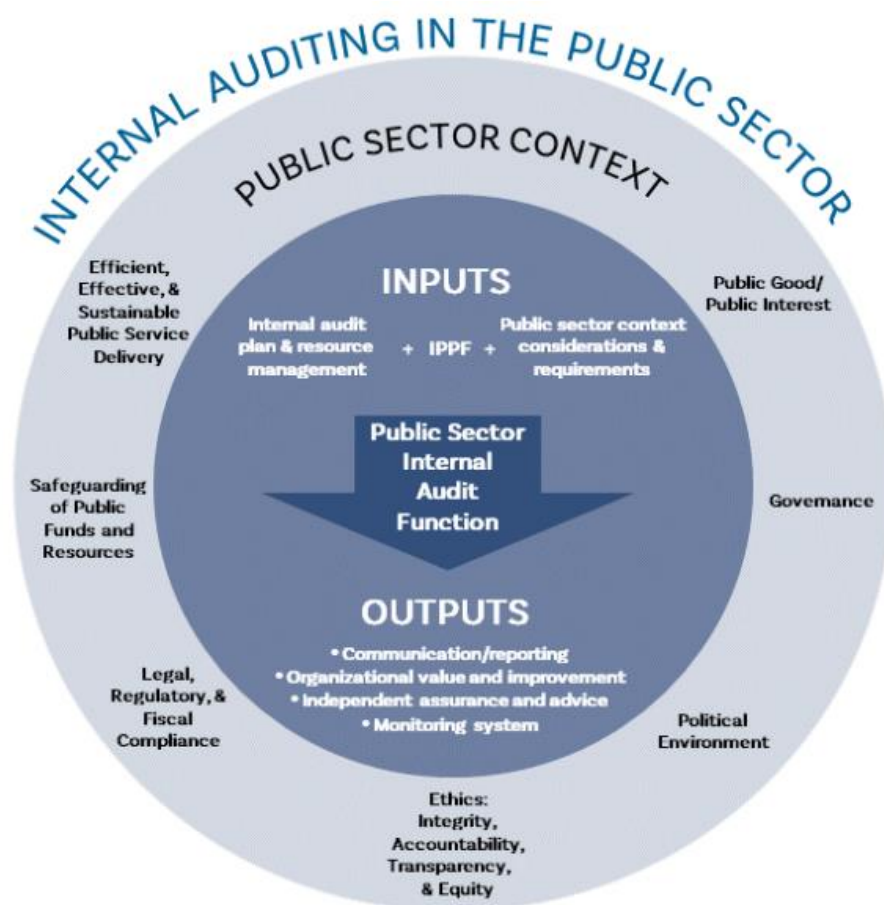 INTERNAL AUDITING IN THE PUBLIC SECTOR
PUBLIC SECTOR CONTEXT
Efficient,
Effective, &
Sustainable
Public Service
Delivery
Public Good/
Public Interest
INPUTS
Internal audit
plan & resource
management
+ IPPF +
Public sector context
considerations &
requirements
Public Sector
Internal
Audit
Function
Safeguarding
of Public
Funds and
Resources
Governance
OUTPUTS
• Communication/reporting
• Organizational value and improvement
• Independent assurance and advice
• Monitoring system
Legal,
Regulatory, &
Fiscal
Compliance
Political
Environment
Ethics:
Integrity,
Accountability,
Transparency,
& Equity